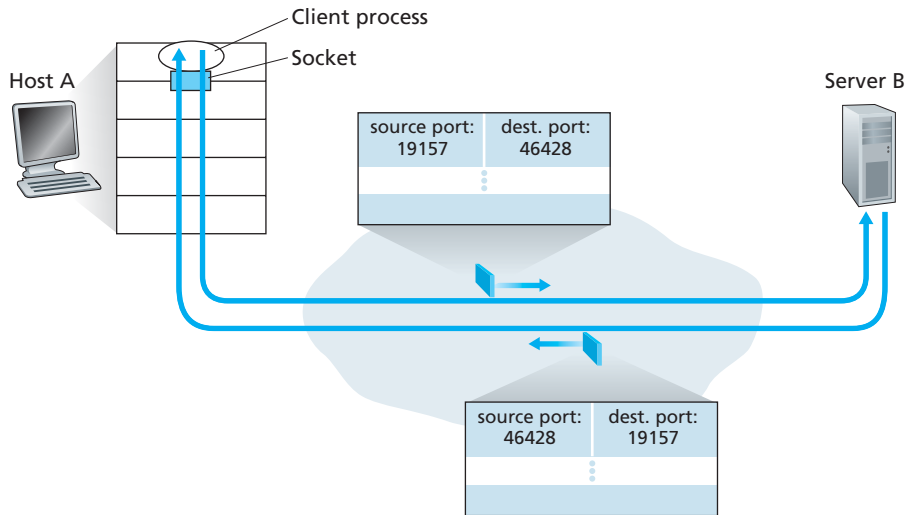 Client process
Socket
Host A
Server B
source port:
19157
dest. port:
46428
source port:
46428
dest. port:
19157